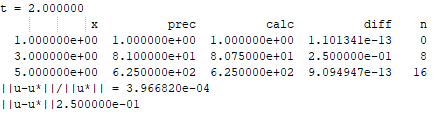 t = 2.000000
x prec calc diff n
1.000000e+00 1.000000e+00 1.000000e+00 1.101341e-13 0
3.000000e+00 8.100000e+01 8.075000e+01 2.500000e-01 8
5.000000e+00 6.250000e+02 6.250000e+02 9.094947e-13 16
||u-u*||/||u*|| = 3.966820e-04
||u-u*||2.500000e-01